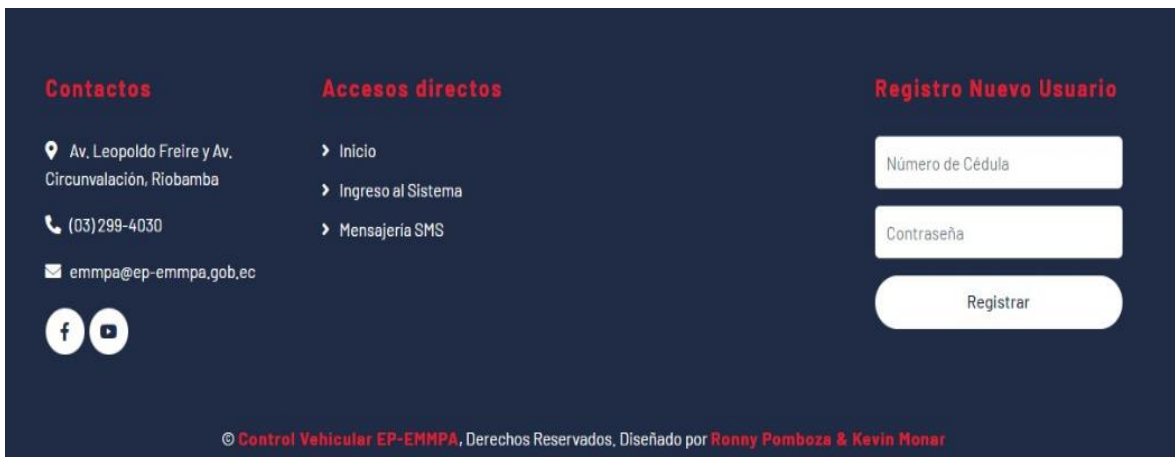 Contactos
Av. Leopoldo Freire y Av.
Circunvalación, Riobamba
(03) 299-4030
emmpa@ep-emmpa.gob.ec
Accesos directos
Inicio
Ingreso al Sistema
Mensajería SMS
Registro Nuevo Usuario
Número de Cédula
Contraseña
Registrar
© Control Vehicular EP-EMMPA, Derechos Reservados. Diseñado por Ronny Pomboza & Kevin Monar